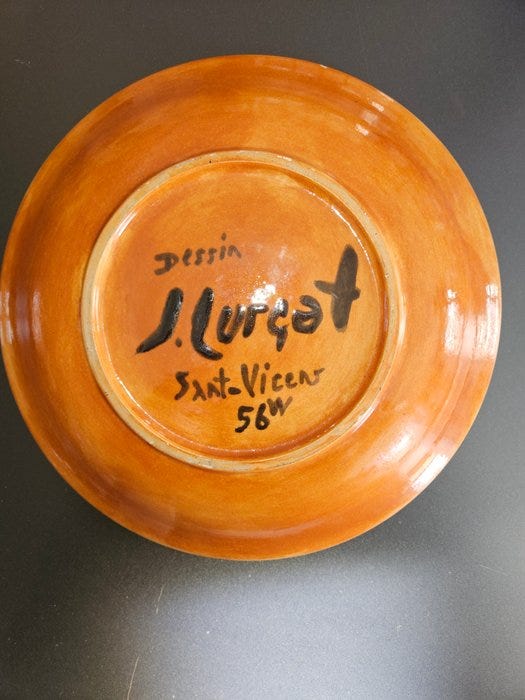 Dessin
J. Lurçat
Sant-Vicens
56W